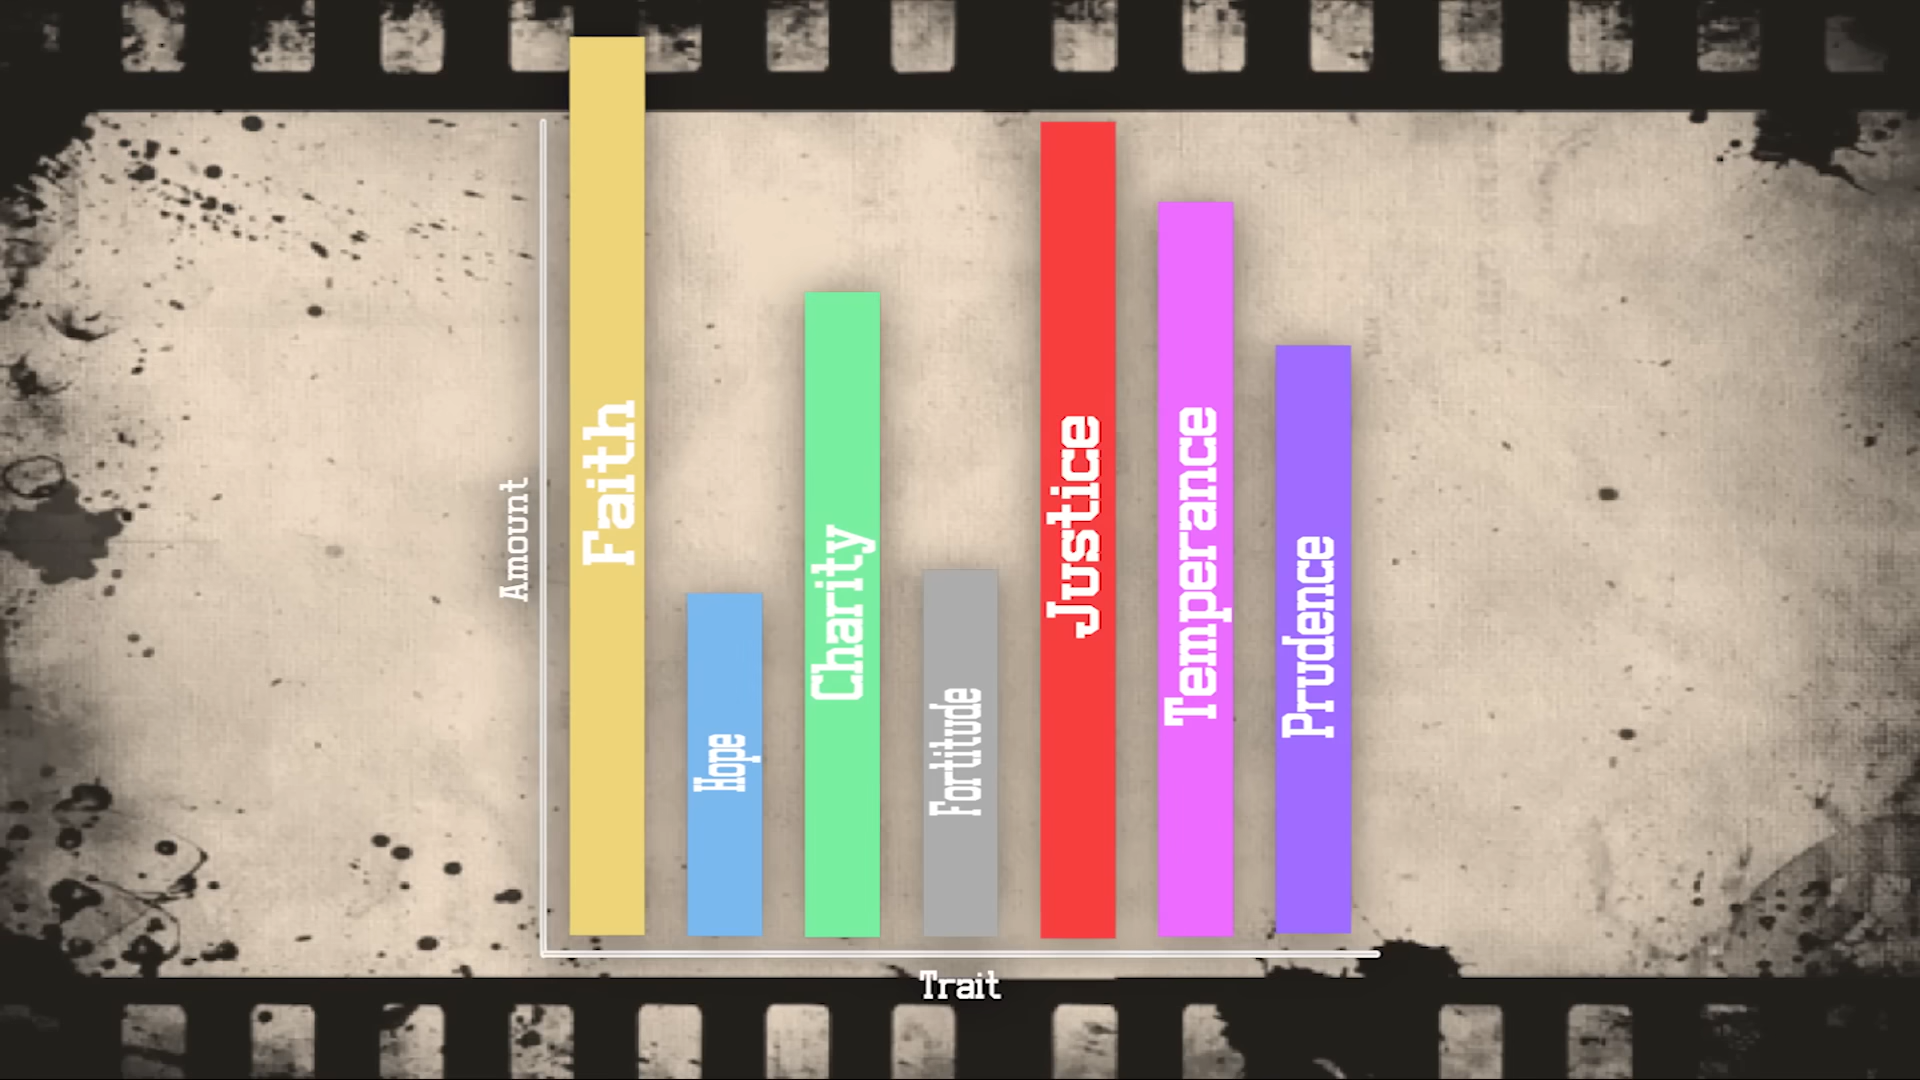 Amount
Faith
Hope
Charity
Fortitude
Justice
Temperance
Prudence
Trait